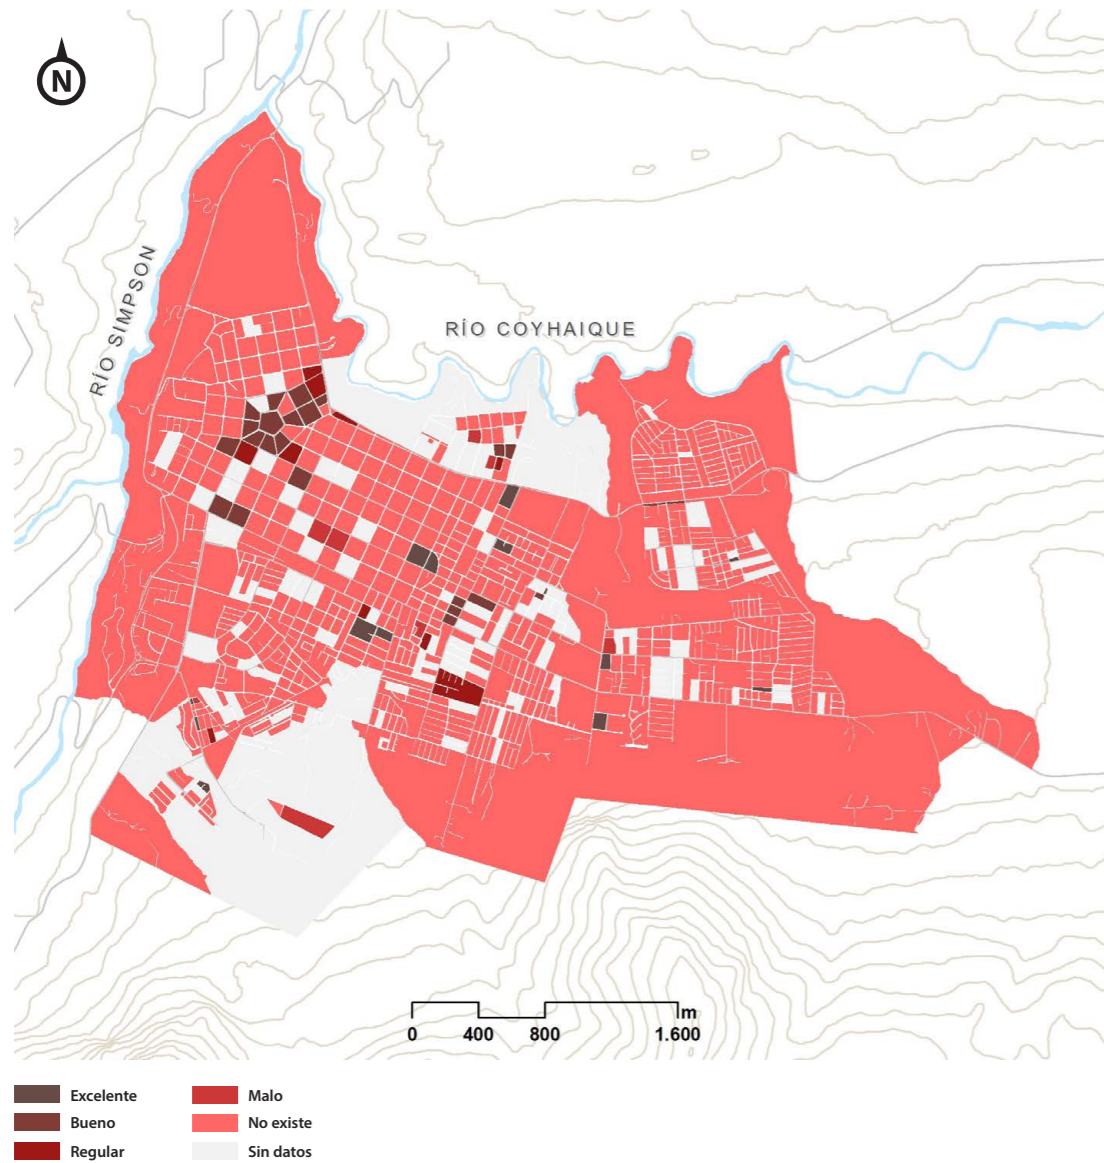 N
RÍO SIMPSON
RÍO COYHAIQUE
m
0 400 800 1.600
Excelente
Bueno
Regular
Malo
No existe
Sin datos